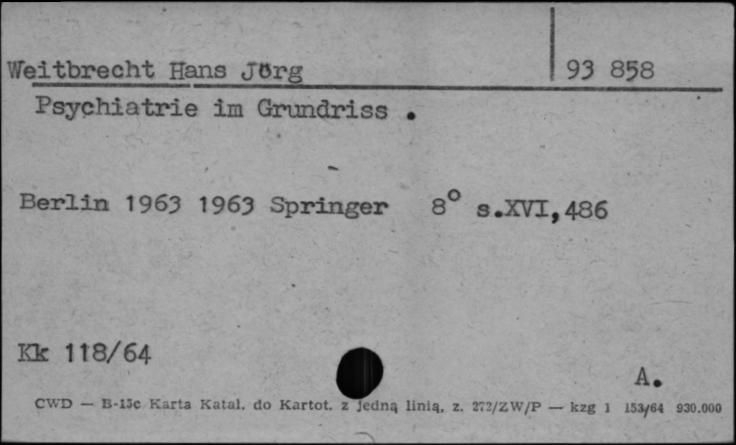 Weitbrecht Hans Jörg 93 858
Psychiatrie im Grundriss .
Berlin 1963 1963 Springer 8° s.XVI,486
Kk 118/64
A.
CWD — B-15c Karta Katal. do Kartot. z jedną linią, z. 272/ZW/P — kzg 1 153/64 930.000